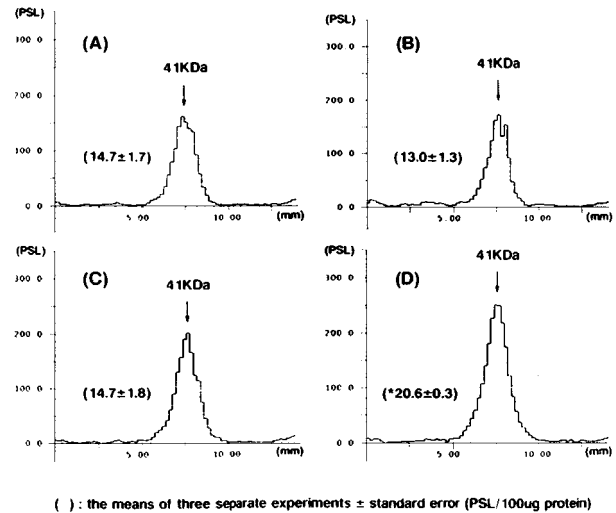 (PSL)
(A)
41KDa
300 0
200 0
100 0
0 0
(14.7±1.7)
5.00
10.00
(mm)
(PSL)
(B)
41KDa
300 0
200 0
100 0
0 0
(13.0±1.3)
5.00
10.00
(mm)
(PSL)
(C)
41KDa
300 0
200 0
100 0
0 0
(14.7±1.8)
5.00
10.00
(mm)
(PSL)
(D)
41KDa
300 0
200 0
100 0
0 0
(*20.6±0.3)
5.00
10.00
(mm)
( ) : the means of three separate experiments ± standard error (PSL/100ug protein)